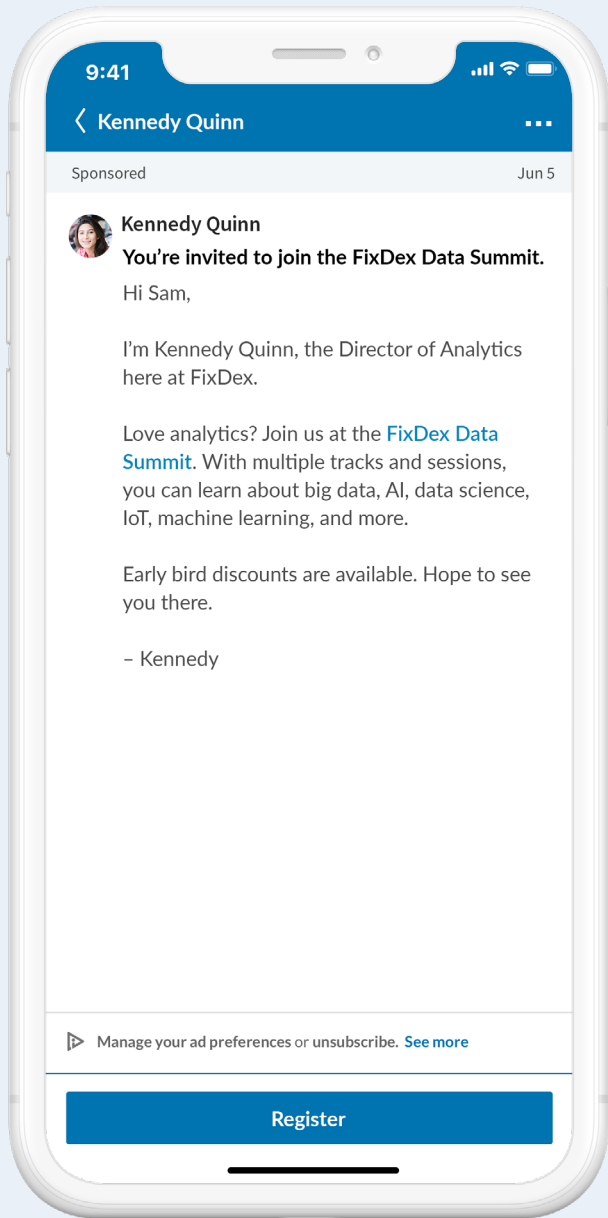 9:41
Kennedy Quinn
Sponsored Jun 5
Kennedy Quinn
You’re invited to join the FixDex Data Summit.
Hi Sam,
I’m Kennedy Quinn, the Director of Analytics
here at FixDex.
Love analytics? Join us at the FixDex Data
Summit. With multiple tracks and sessions,
you can learn about big data, AI, data science,
IoT, machine learning, and more.
Early bird discounts are available. Hope to see
you there.
– Kennedy
Manage your ad preferences or unsubscribe. See more
Register